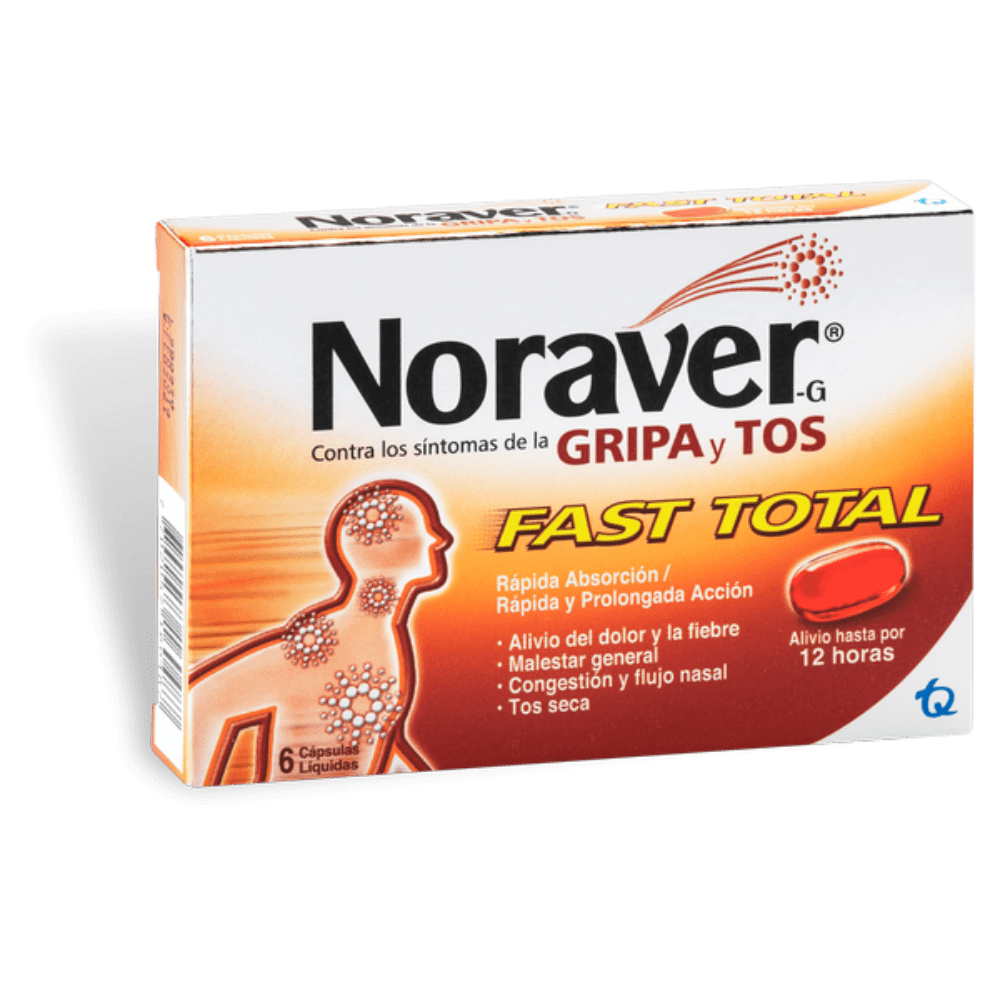 Noraver®
GRIPA y TOS
FAST TOTAL
Noraver®-G
Contra los síntomas de la GRIPA y TOS
FAST TOTAL
Rápida Absorción /
Rápida y Prolongada Acción
· Alivio del dolor y la fiebre
· Malestar general
· Congestión y flujo nasal
· Tos seca
Alivio hasta por
12 horas
6 Cápsulas
Líquidas
TQ